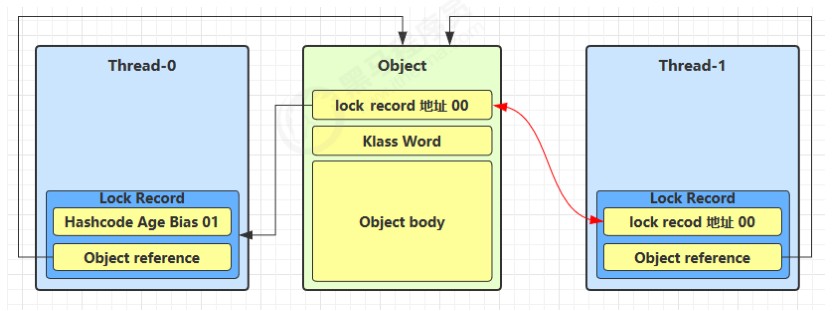 Thread-0
Lock Record
Hashcode Age Bias 01
Object reference
Object
lock record 地址 00
Klass Word
Object body
Thread-1
Lock Record
lock recod 地址 00
Object reference